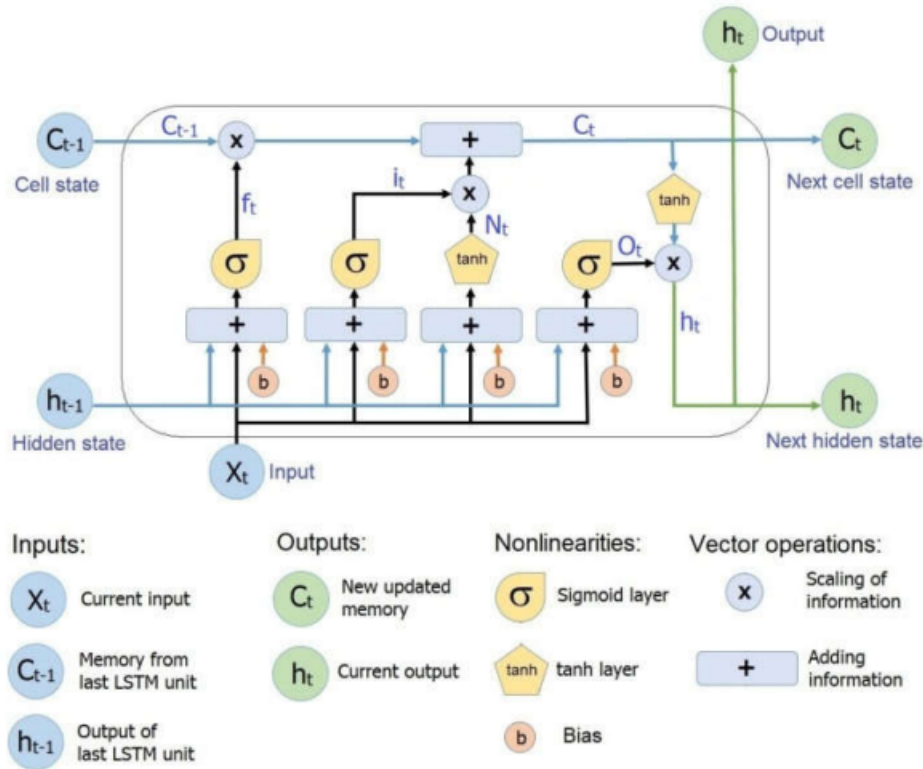 hₜ Output
Cₜ₋₁ Cₜ₋₁ x + Cₜ Cₜ
Cell state Next cell state
fₜ iₜ x tanh
Nₜ
σ σ tanh σ Oₜ x
+ + + + hₜ
b b b b
hₜ₋₁ hₜ
Hidden state Next hidden state
Xₜ Input
Inputs: Outputs: Nonlinearities: Vector operations:
Xₜ Current input
Cₜ New updated
memory
σ Sigmoid layer
x Scaling of
information
Cₜ₋₁ Memory from
last LSTM unit
hₜ Current output
tanh tanh layer
+ Adding
information
hₜ₋₁ Output of
last LSTM unit
b Bias